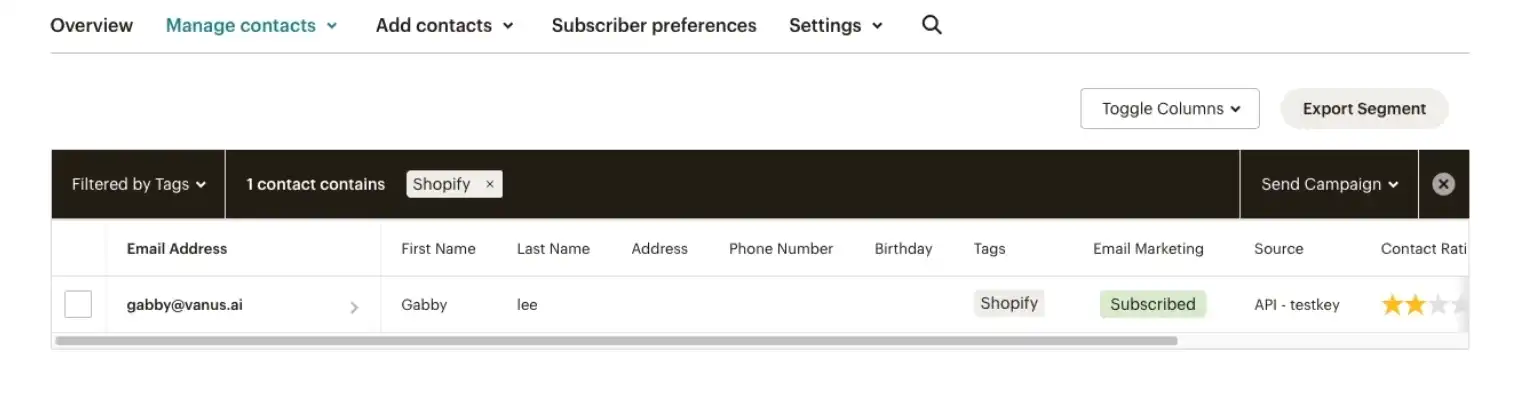 Overview Manage contacts Add contacts Subscriber preferences Settings
Toggle Columns Export Segment
Filtered by Tags 1 contact contains Shopify × Send Campaign
Email Address First Name Last Name Address Phone Number Birthday Tags Email Marketing Source Contact Rati
gabby@vanus.ai Gabby lee Shopify Subscribed API - testkey